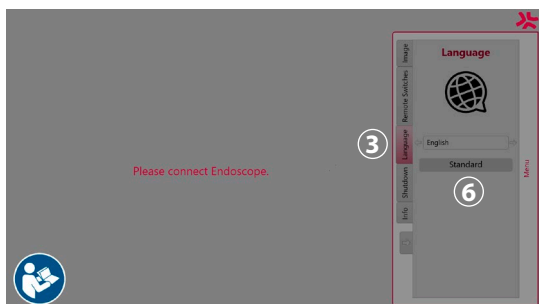 Image
Remote Switches
Language
Shutdown
Info
Language
English
Standard
Menu
Please connect Endoscope.
3
6